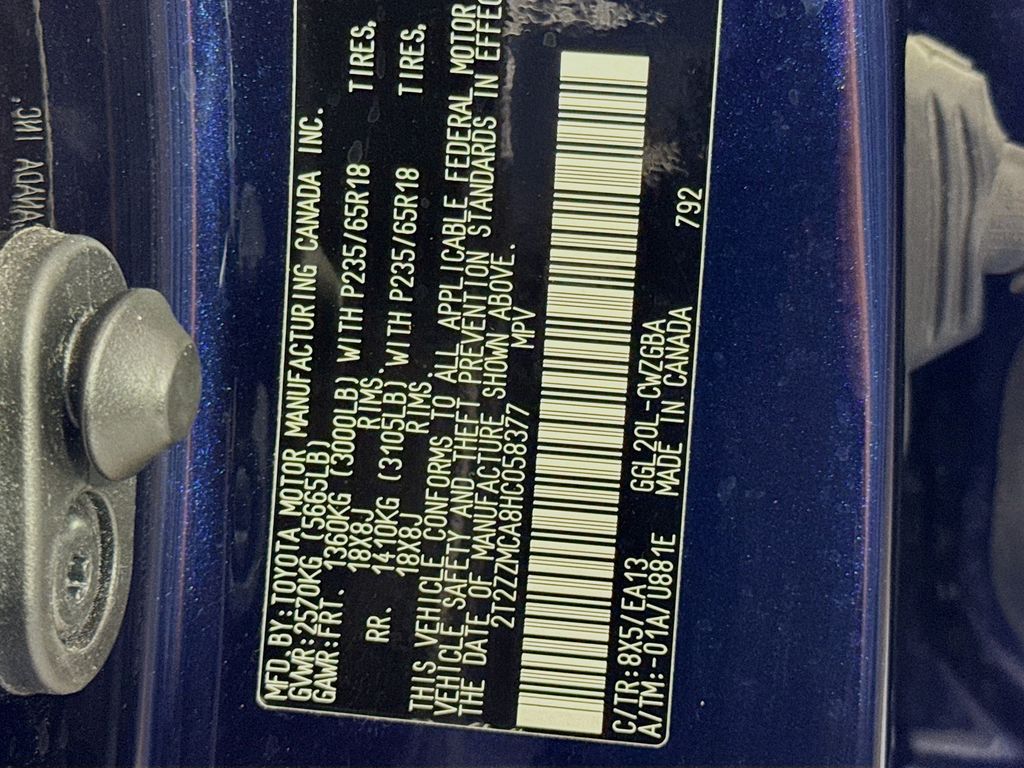 MFD.BY:TOYOTA MOTOR MANUFACTURING CANADA INC.
GVWR:2570KG (5665LB)
GAWR:FRT. 1360KG (3000LB) WITH P235/65R18 TIRES,
18X8J RIMS.
RR. 1410KG (3105LB) WITH P235/65R18 TIRES,
18X8J RIMS.
THIS VEHICLE CONFORMS TO ALL APPLICABLE FEDERAL MOTOR
VEHICLE SAFETY AND THEFT PREVENTION STANDARDS IN EFFEC
THE DATE OF MANUFACTURE SHOWN ABOVE.
2T2ZZMCA8HC058377 MPV
C/TR:8X5/EA13 GGL20L-CWZGBA
A/TM:-01A/U881E MADE IN CANADA 792